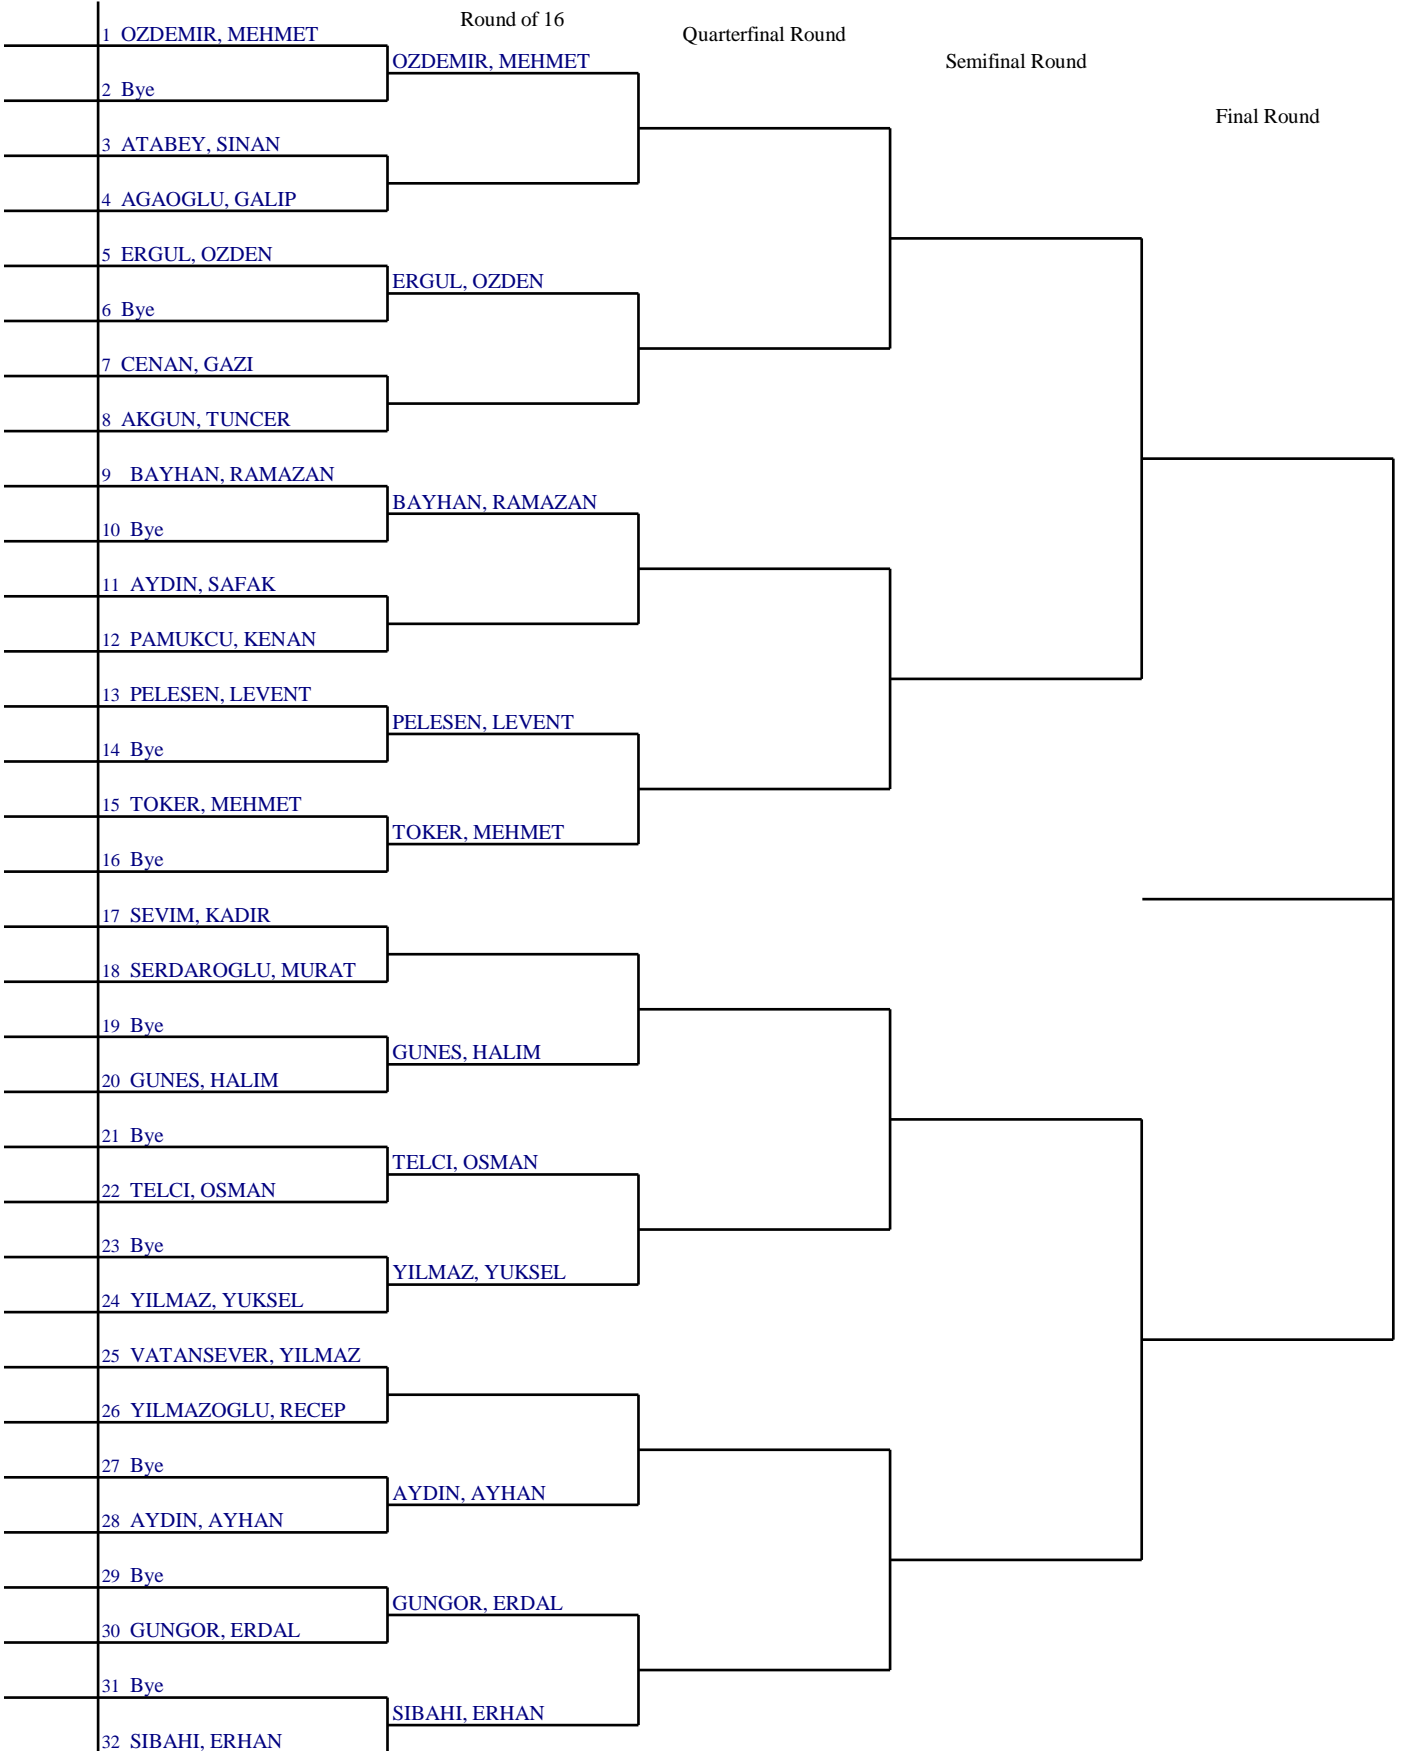 Round of 16
Quarterfinal Round
Semifinal Round
Final Round
1 OZDEMIR, MEHMET
OZDEMIR, MEHMET
2 Bye
3 ATABEY, SINAN
4 AGAOGLU, GALIP
5 ERGUL, OZDEN
ERGUL, OZDEN
6 Bye
7 CENAN, GAZI
8 AKGUN, TUNCER
9 BAYHAN, RAMAZAN
BAYHAN, RAMAZAN
10 Bye
11 AYDIN, SAFAK
12 PAMUKCU, KENAN
13 PELESEN, LEVENT
PELESEN, LEVENT
14 Bye
15 TOKER, MEHMET
TOKER, MEHMET
16 Bye
17 SEVIM, KADIR
18 SERDAROGLU, MURAT
19 Bye
GUNES, HALIM
20 GUNES, HALIM
21 Bye
TELCI, OSMAN
22 TELCI, OSMAN
23 Bye
YILMAZ, YUKSEL
24 YILMAZ, YUKSEL
25 VATANSEVER, YILMAZ
26 YILMAZOGLU, RECEP
27 Bye
AYDIN, AYHAN
28 AYDIN, AYHAN
29 Bye
GUNGOR, ERDAL
30 GUNGOR, ERDAL
31 Bye
SIBAHI, ERHAN
32 SIBAHI, ERHAN